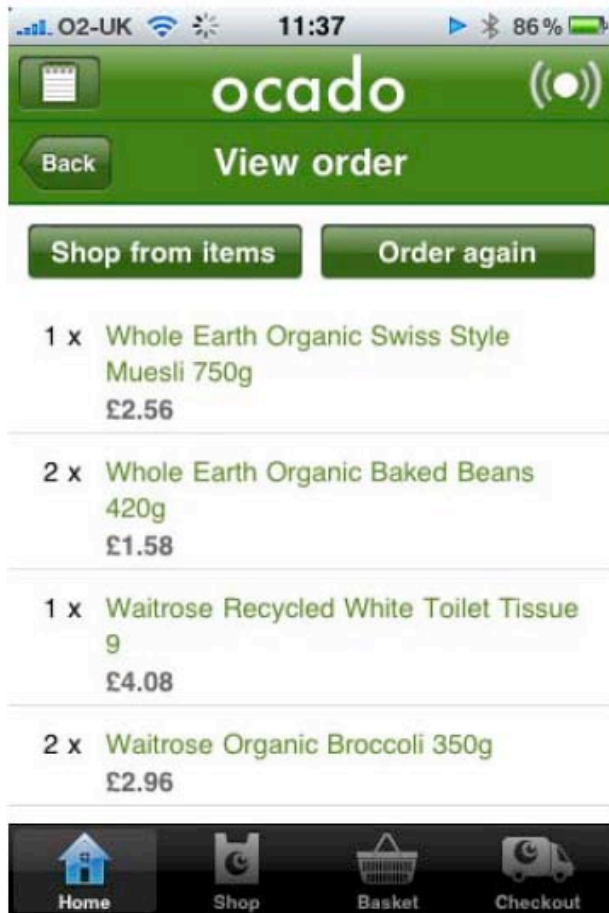 O2-UK 11:37 86%
ocado
Back View order
Shop from items Order again
1 x Whole Earth Organic Swiss Style
Muesli 750g
£2.56
2 x Whole Earth Organic Baked Beans
420g
£1.58
1 x Waitrose Recycled White Toilet Tissue
9
£4.08
2 x Waitrose Organic Broccoli 350g
£2.96
Home Shop Basket Checkout